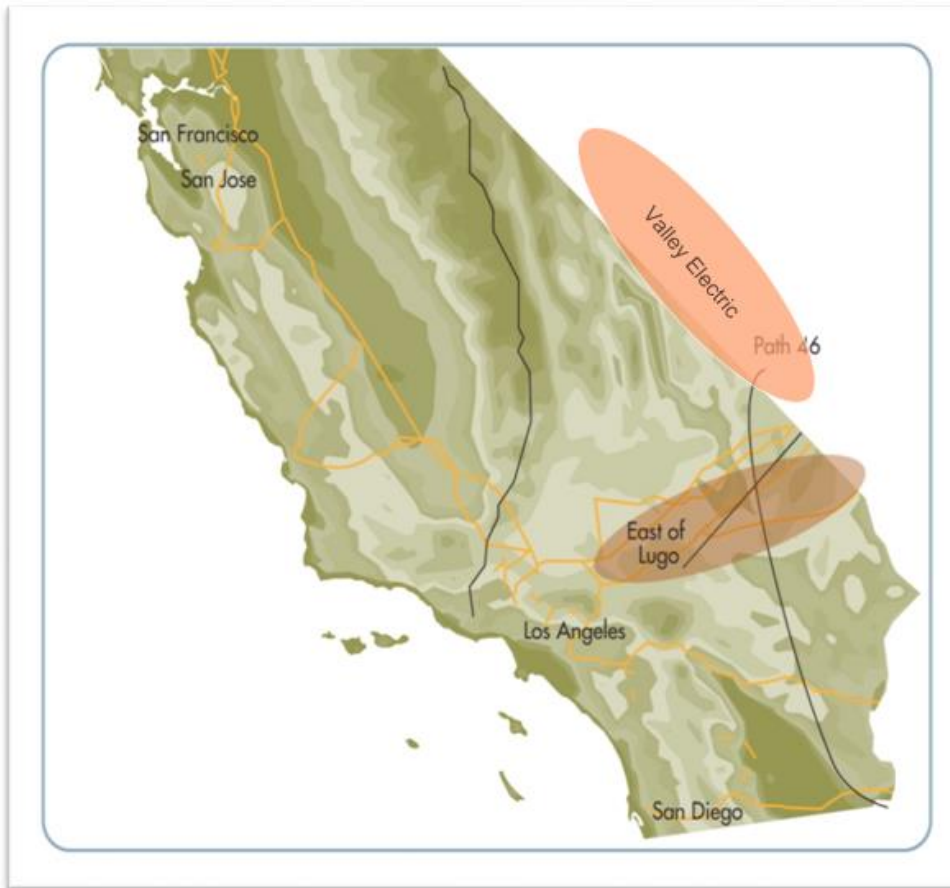 San Francisco
San Jose
Valley Electric
Path 46
East of
Lugo
Los Angeles
San Diego